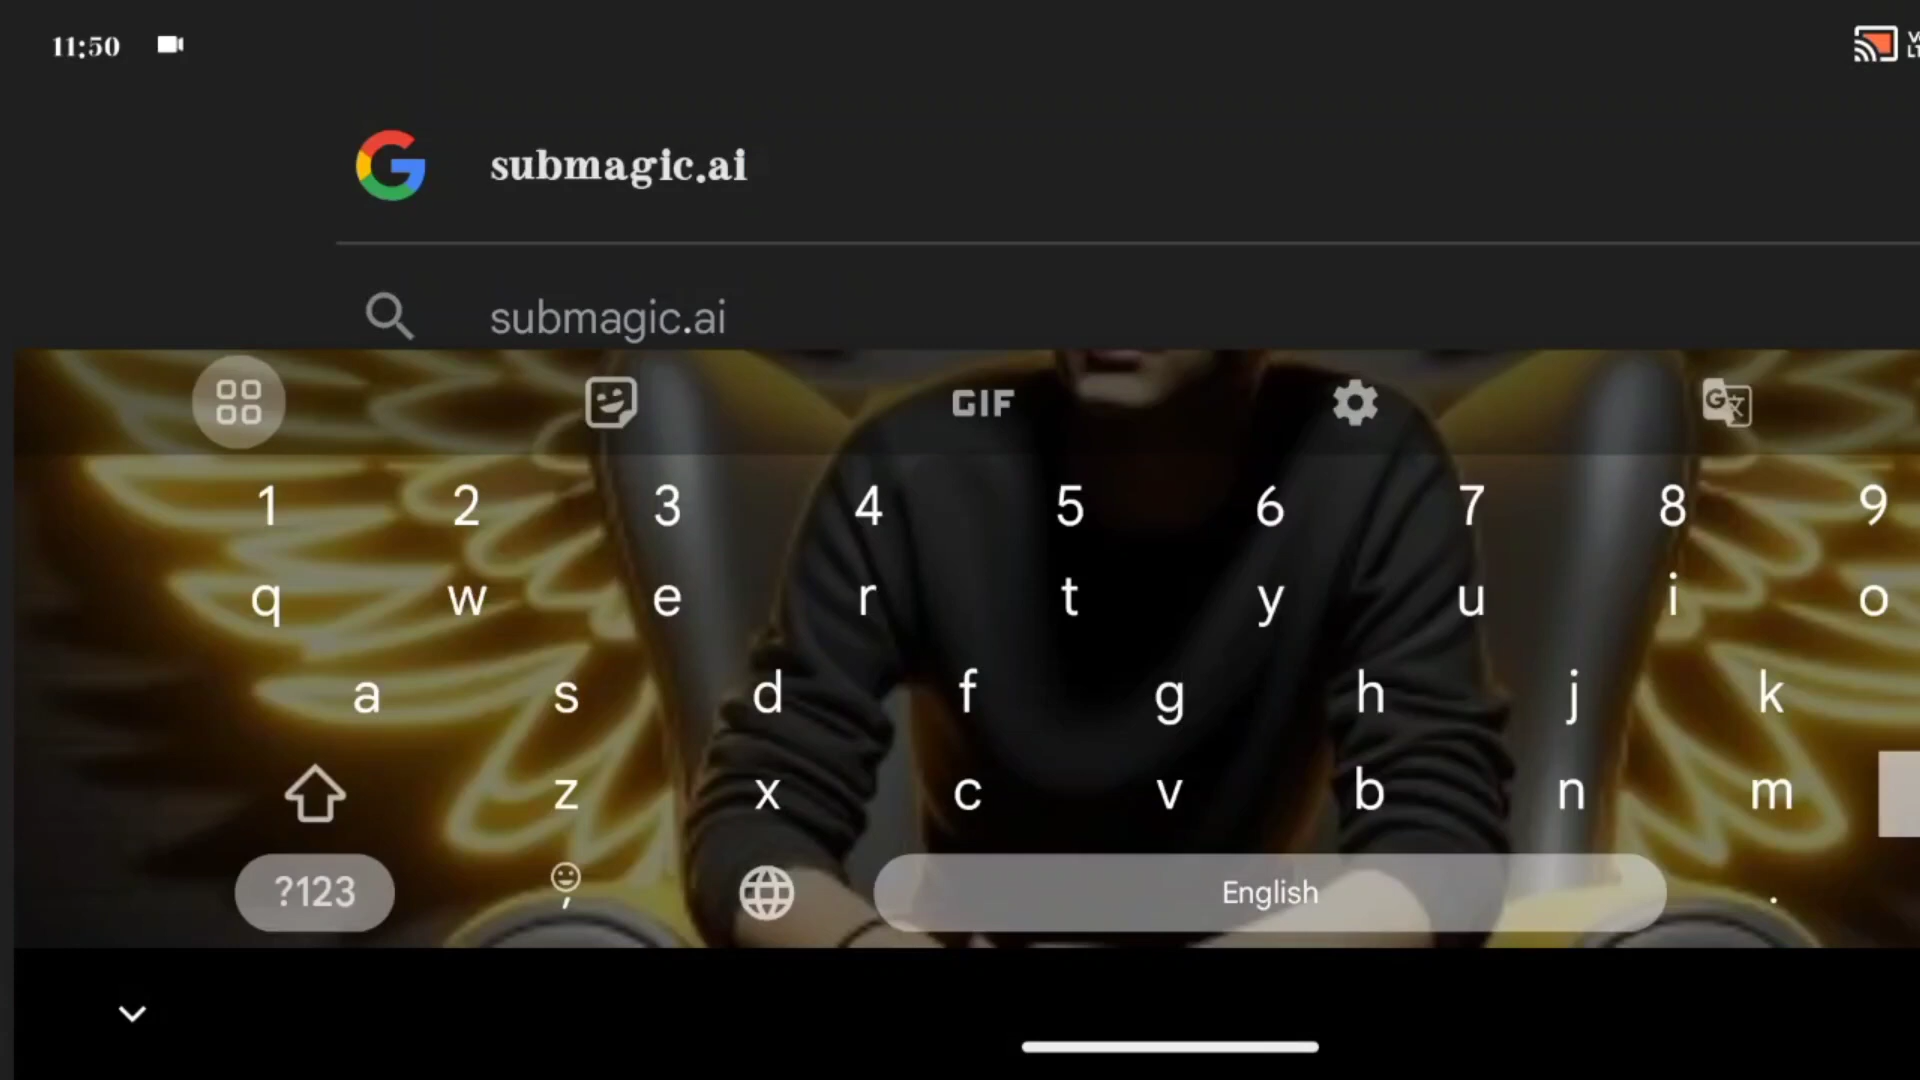 11:50
submagic.ai
submagic.ai
GIF
1 2 3 4 5 6 7 8 9
q w e r t y u i o
a s d f g h j k
z x c v b n m
?123 , English .